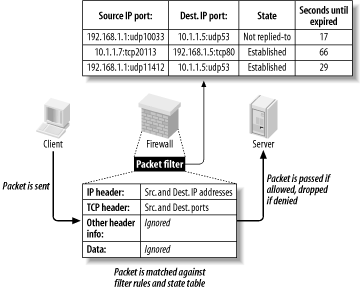 Source IP port: Dest. IP port: State Seconds until expired
192.168.1.1:udp10033 10.1.1.5:udp53 Not replied-to 17
10.1.1.7:tcp20113 192.168.1.5:tcp80 Established 66
192.168.1.1:udp11412 10.1.1.5:udp53 Established 29
Client
Firewall
Server
Packet filter
Packet is sent
Packet is passed if
allowed, dropped
if denied
IP header: Src. and Dest. IP addresses
TCP header: Src. and Dest. ports
Other header info: Ignored
Data: Ignored
Packet is matched against
filter rules and state table